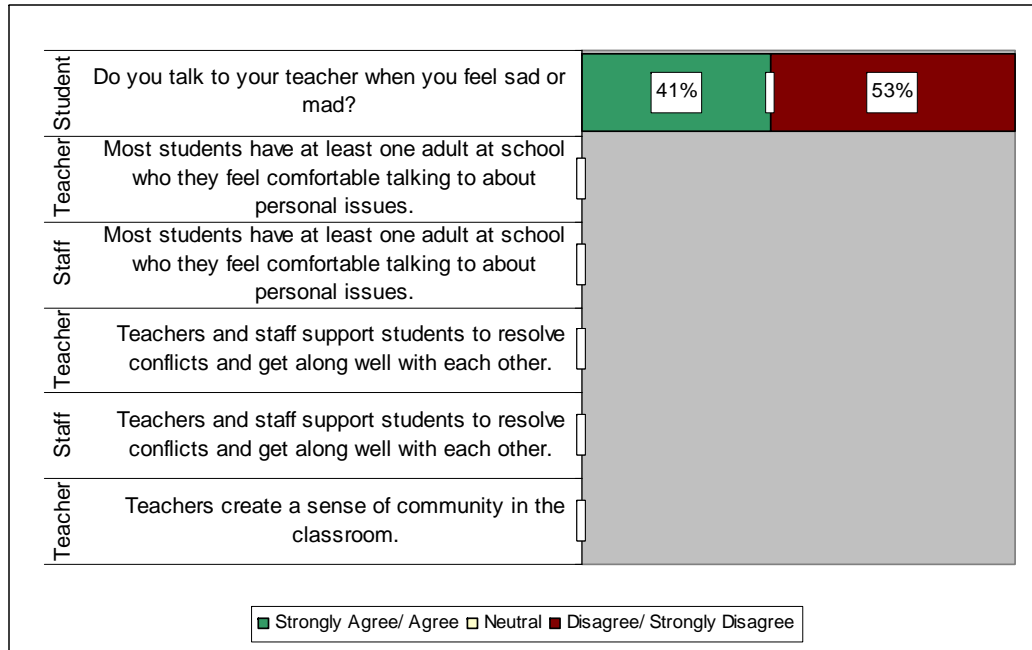 Student
Do you talk to your teacher when you feel sad or
mad?
41%
53%
Teacher
Most students have at least one adult at school
who they feel comfortable talking to about
personal issues.
Staff
Most students have at least one adult at school
who they feel comfortable talking to about
personal issues.
Teacher
Teachers and staff support students to resolve
conflicts and get along well with each other.
Staff
Teachers and staff support students to resolve
conflicts and get along well with each other.
Teacher
Teachers create a sense of community in the
classroom.
Strongly Agree/ Agree Neutral Disagree/ Strongly Disagree